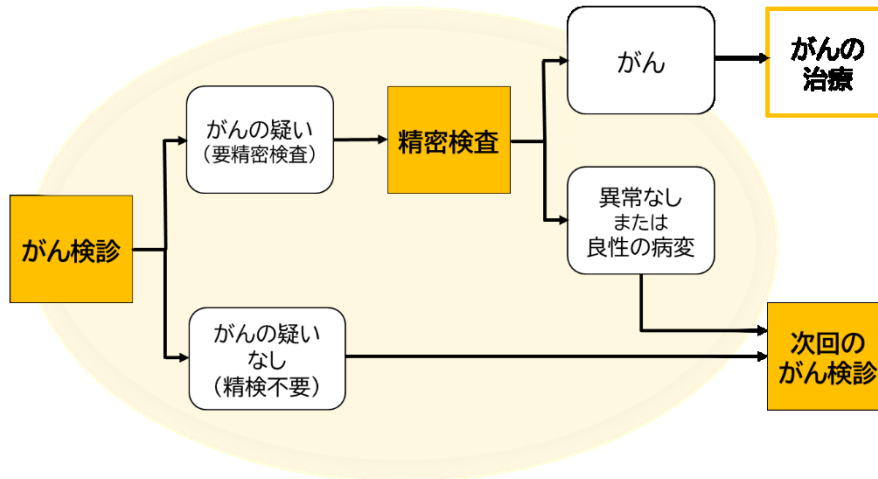 がん検診
がんの疑い
（要精密検査）
精密検査
がん
がんの
治療
異常なし
または
良性の病変
がんの疑い
なし
（精検不要）
次回の
がん検診